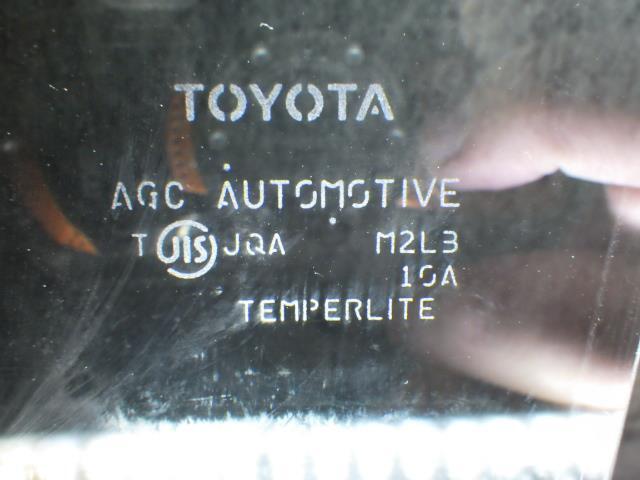 TOYOTA
AGC AUTOMOTIVE
T JIS JQA M2L3
10A
TEMPERLITE